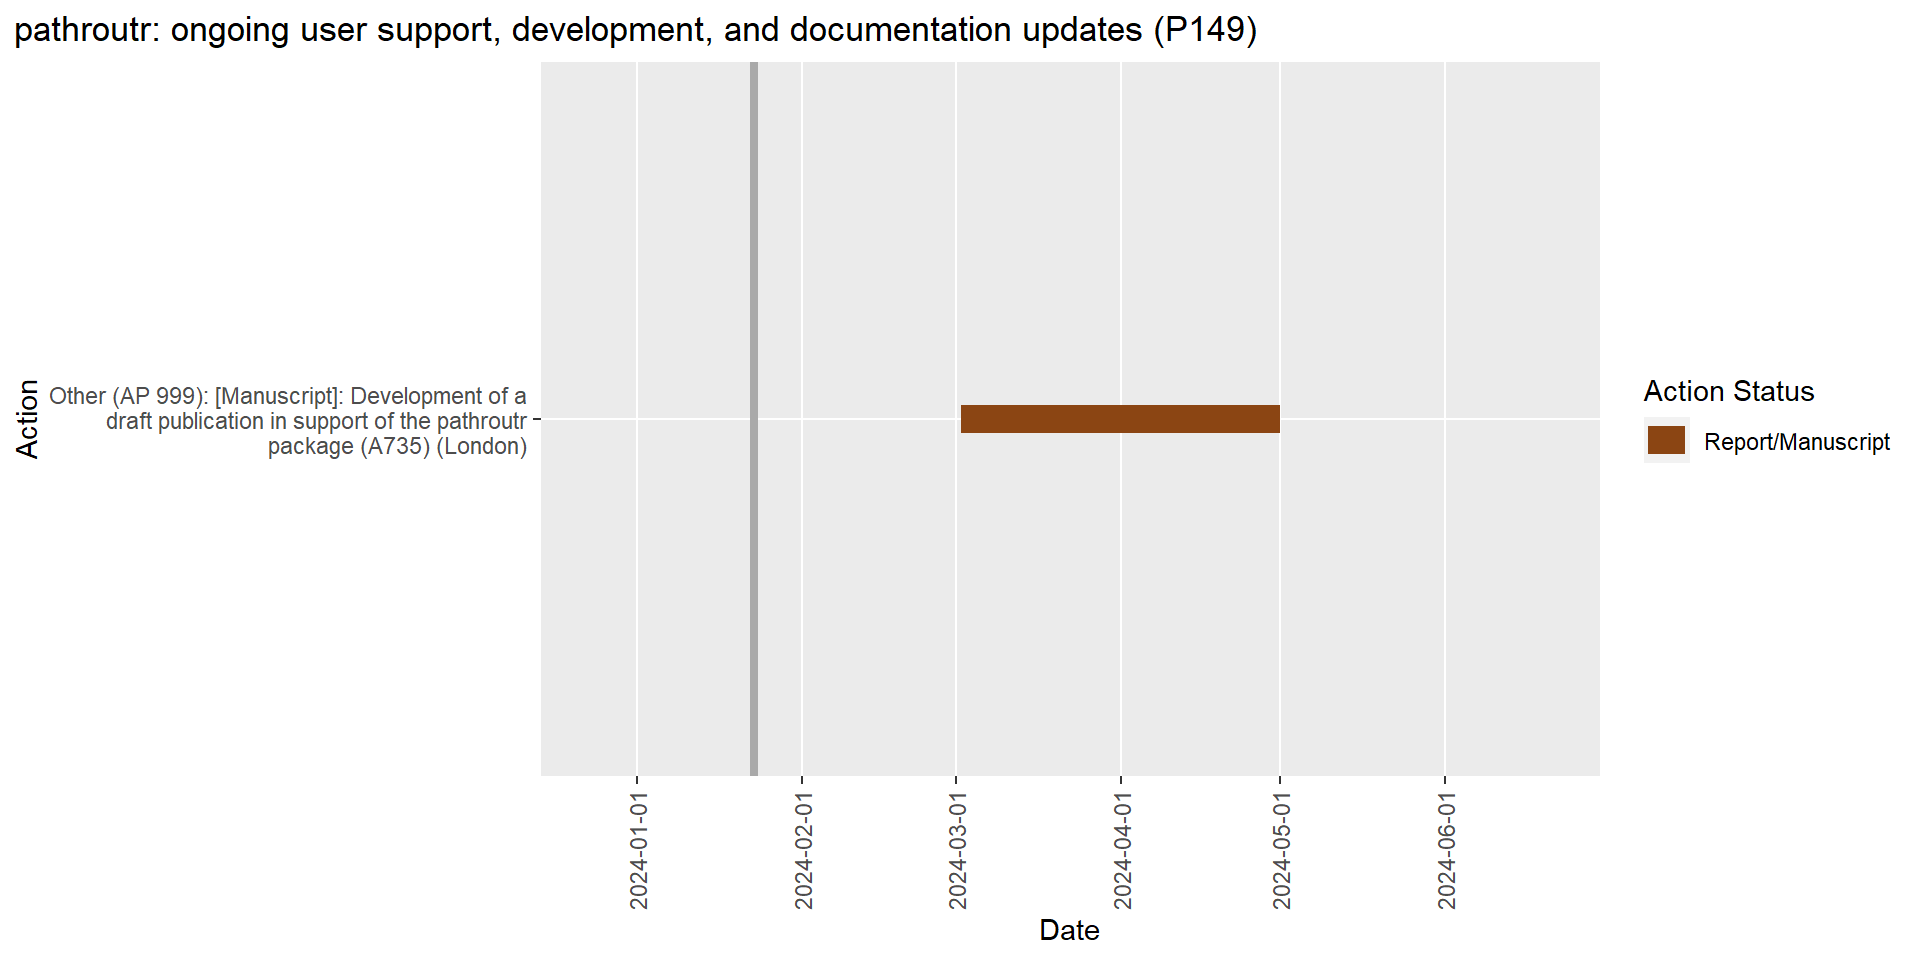 pathroutr: ongoing user support, development, and documentation updates (P149)
Action
Other (AP 999): [Manuscript]: Development of a
draft publication in support of the pathroutr
package (A735) (London)
Action Status
Report/Manuscript
2024-01-01
2024-02-01
2024-03-01
2024-04-01
2024-05-01
2024-06-01
Date